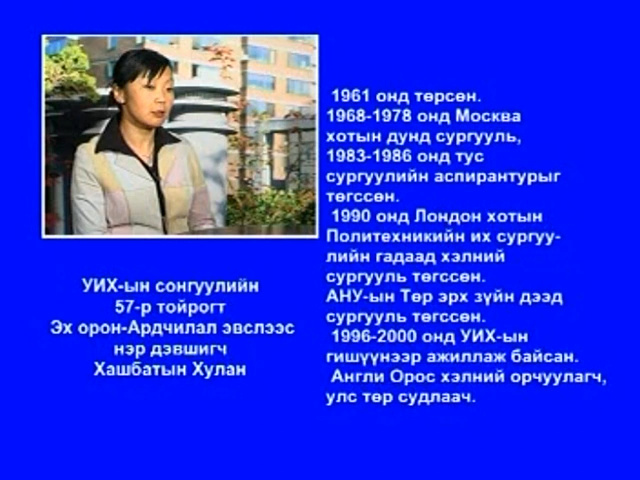 УИХ-ын сонгуулийн
57-р тойрогт
Эх орон-Ардчилал эвслээс
нэр дэвшигч
Хашбатын Хулан
1961 онд төрсөн.
1968-1978 онд Москва
хотын дунд сургууль,
1983-1986 онд тус
сургуулийн аспирантурыг
төгссөн.
1990 онд Лондон хотын
Политехникийн их сургуу-
лийн гадаад хэлний
сургууль төгссөн.
АНУ-ын Төр эрх зүйн дээд
сургууль төгссөн.
1996-2000 онд УИХ-ын
гишүүнээр ажиллаж байсан.
Англи Орос хэлний орчуулагч,
улс төр судлаач.